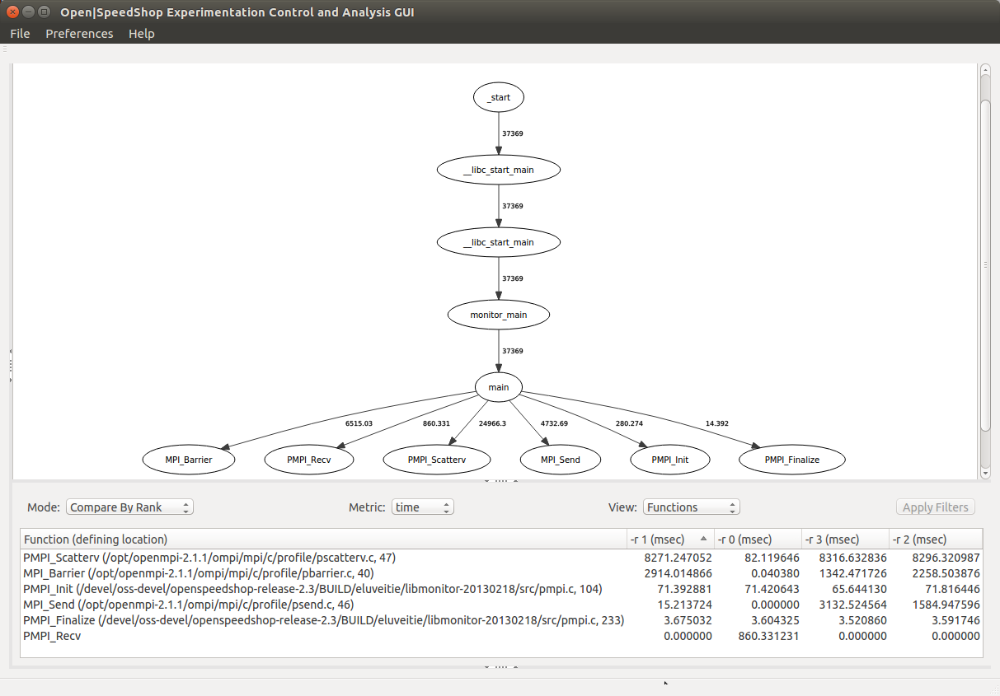 Open|SpeedShop Experimentation Control and Analysis GUI
File Preferences Help
_start
37369
__libc_start_main
37369
__libc_start_main
37369
monitor_main
37369
main
6515.03 860.331 24966.3 4732.69 280.274 14.392
MPI_Barrier PMPI_Recv PMPI_Scatterv MPI_Send PMPI_Init PMPI_Finalize
Mode: Compare By Rank Metric: time View: Functions Apply Filters
Function (defining location) -r 1 (msec) -r 0 (msec) -r 3 (msec) -r 2 (msec)
PMPI_Scatterv (/opt/openmpi-2.1.1/ompi/mpi/c/profile/pscatterv.c, 47) 8271.247052 82.119646 8316.632836 8296.320987
MPI_Barrier (/opt/openmpi-2.1.1/ompi/mpi/c/profile/pbarrier.c, 40) 2914.014866 0.040380 1342.471726 2258.503876
PMPI_Init (/devel/oss-devel/openspeedshop-release-2.3/BUILD/eluveitie/libmonitor-20130218/src/pmpi.c, 104) 71.392881 71.420643 65.644130 71.816446
MPI_Send (/opt/openmpi-2.1.1/ompi/mpi/c/profile/psend.c, 46) 15.213724 0.000000 3132.524564 1584.947596
PMPI_Finalize (/devel/oss-devel/openspeedshop-release-2.3/BUILD/eluveitie/libmonitor-20130218/src/pmpi.c, 233) 3.675032 3.604325 3.520860 3.591746
PMPI_Recv 0.000000 860.331231 0.000000 0.000000